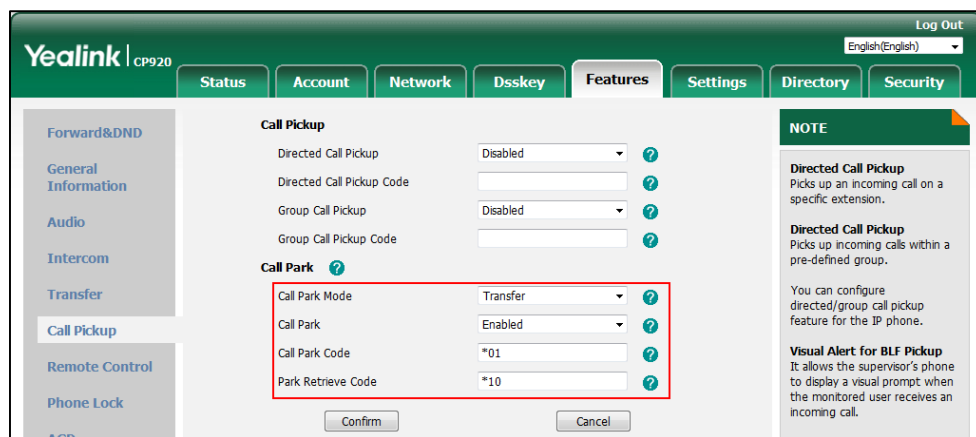 Log Out
Yealink CP920
English(English)
Status Account Network Dsskey Features Settings Directory Security
Forward&DND
General
Information
Audio
Intercom
Transfer
Call Pickup
Remote Control
Phone Lock
Call Pickup
Directed Call Pickup Disabled
Directed Call Pickup Code
Group Call Pickup Disabled
Group Call Pickup Code
Call Park
Call Park Mode Transfer
Call Park Enabled
Call Park Code *01
Park Retrieve Code *10
Confirm Cancel
NOTE
Directed Call Pickup
Picks up an incoming call on a
specific extension.
Directed Call Pickup
Picks up incoming calls within a
pre-defined group.
You can configure
directed/group call pickup
feature for the IP phone.
Visual Alert for BLF Pickup
It allows the supervisor's phone
to display a visual prompt when
the monitored user receives an
incoming call.